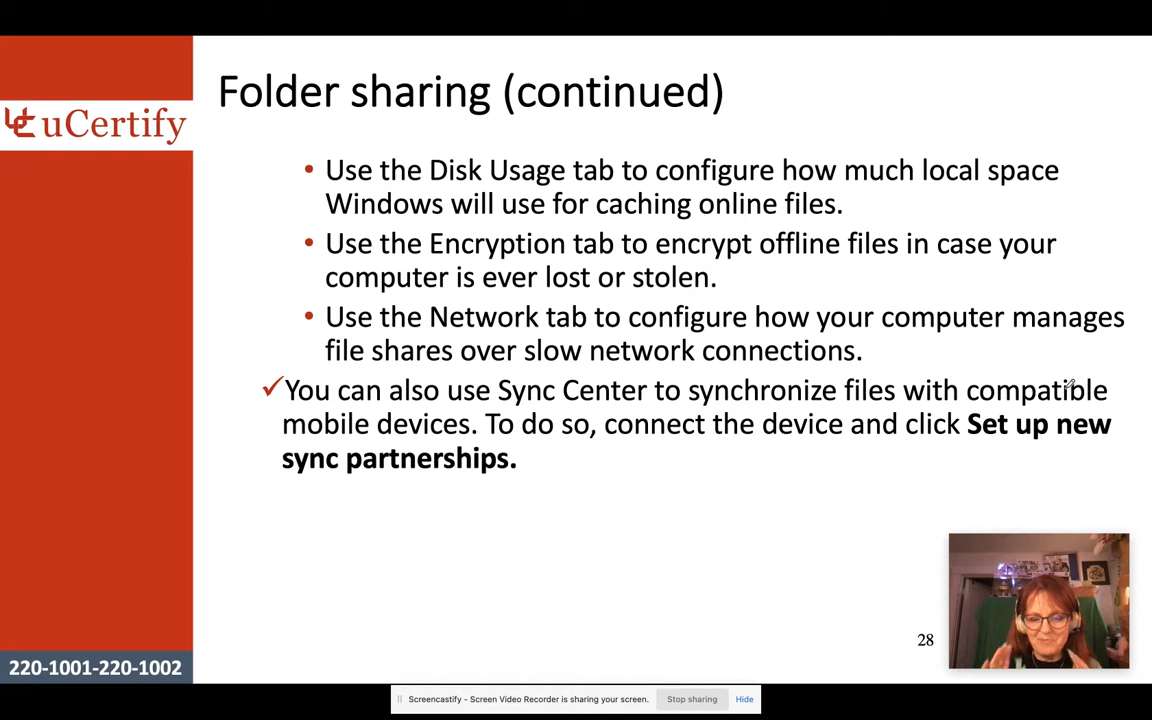 Folder sharing (continued)
uCertify
• Use the Disk Usage tab to configure how much local space
Windows will use for caching online files.
• Use the Encryption tab to encrypt offline files in case your
computer is ever lost or stolen.
• Use the Network tab to configure how your computer manages
file shares over slow network connections.
✓You can also use Sync Center to synchronize files with compatible
mobile devices. To do so, connect the device and click Set up new
sync partnerships.
28
220-1001-220-1002
Screencastify - Screen Video Recorder is sharing your screen.
Stop sharing
Hide